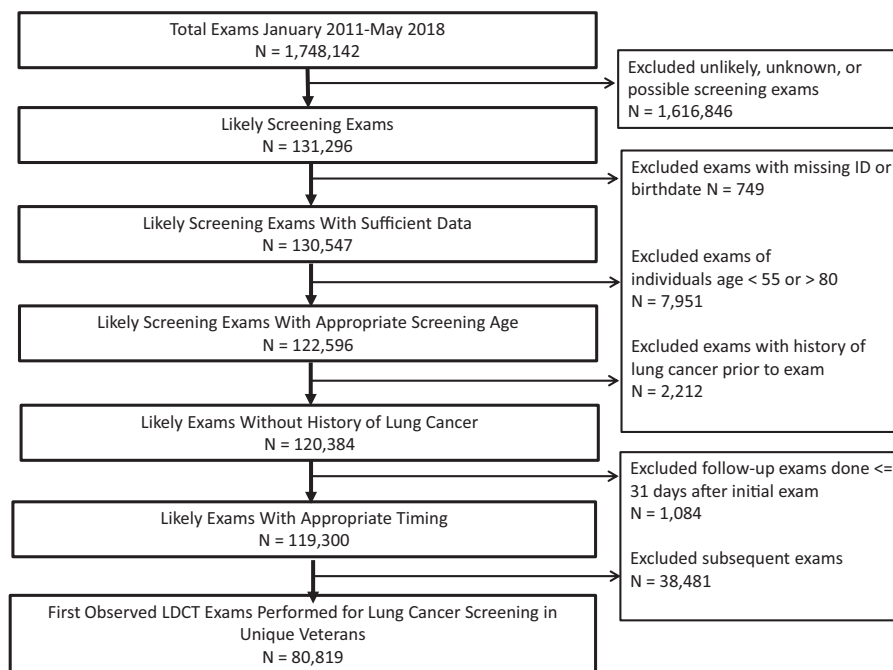 Total Exams January 2011-May 2018
N = 1,748,142
Excluded unlikely, unknown, or
possible screening exams
N = 1,616,846
Likely Screening Exams
N = 131,296
Excluded exams with missing ID or
birthdate N = 749
Likely Screening Exams With Sufficient Data
N = 130,547
Excluded exams of
individuals age < 55 or > 80
N = 7,951
Likely Screening Exams With Appropriate Screening Age
N = 122,596
Excluded exams with history of
lung cancer prior to exam
N = 2,212
Likely Exams Without History of Lung Cancer
N = 120,384
Excluded follow-up exams done <=
31 days after initial exam
N = 1,084
Likely Exams With Appropriate Timing
N = 119,300
Excluded subsequent exams
N = 38,481
First Observed LDCT Exams Performed for Lung Cancer Screening in
Unique Veterans
N = 80,819